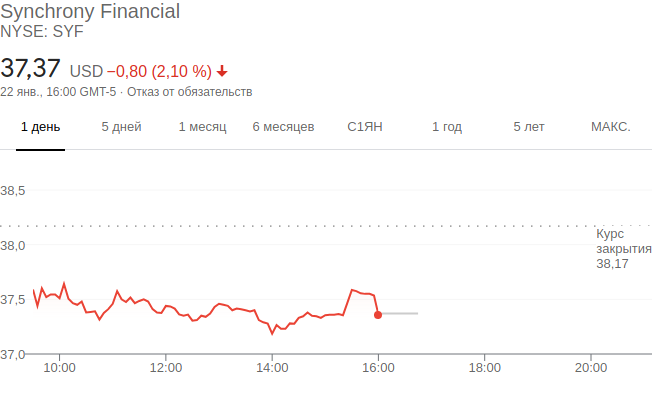 Synchrony Financial
NYSE: SYF
37,37 USD −0,80 (2,10 %)
22 янв., 16:00 GMT-5 · Отказ от обязательств
1 день 5 дней 1 месяц 6 месяцев С1ЯН 1 год 5 лет МАКС.
38,5
Курс
закрытия
38,17
38,0
37,5
37,0
10:00 12:00 14:00 16:00 18:00 20:00